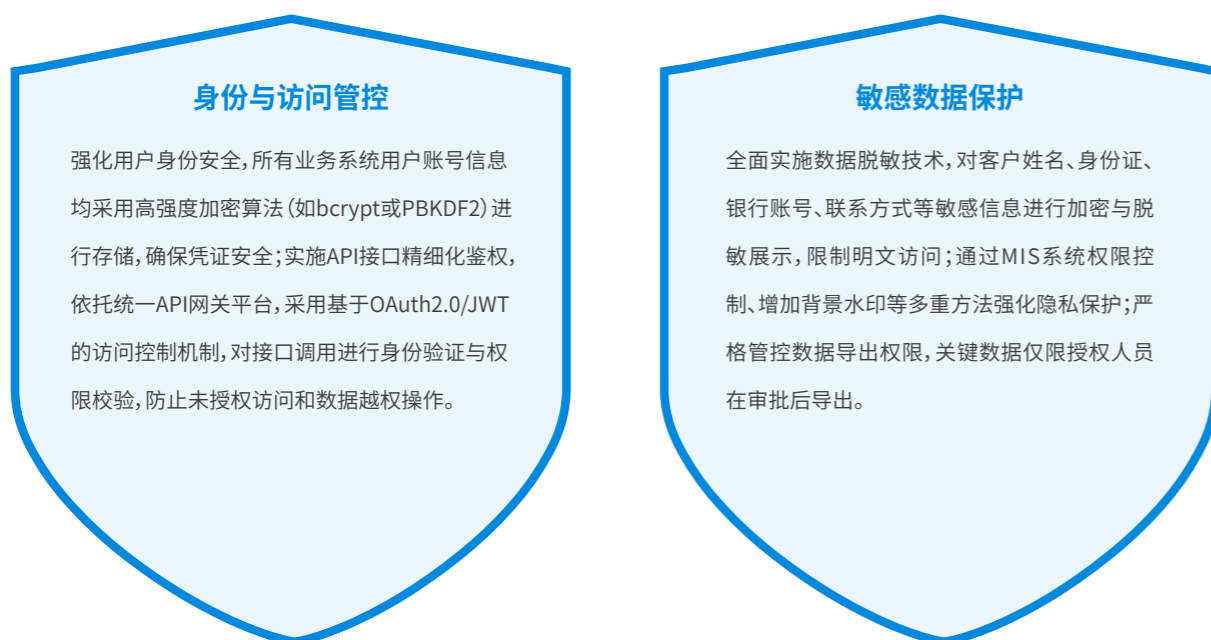 身份与访问管控
强化用户身份安全，所有业务系统用户账号信息
均采用高强度加密算法（如bcrypt或PBKDF2）进
行存储，确保凭证安全；实施API接口精细化鉴权，
依托统一API网关平台，采用基于OAuth2.0/JWT
的访问控制机制，对接口调用进行身份验证与权
限校验，防止未授权访问和数据越权操作。
敏感数据保护
全面实施数据脱敏技术，对客户姓名、身份证、
银行账号、联系方式等敏感信息进行加密与脱
敏展示，限制明文访问；通过MIS系统权限控
制、增加背景水印等多重方法强化隐私保护；严
格管控数据导出权限，关键数据仅限授权人员
在审批后导出。